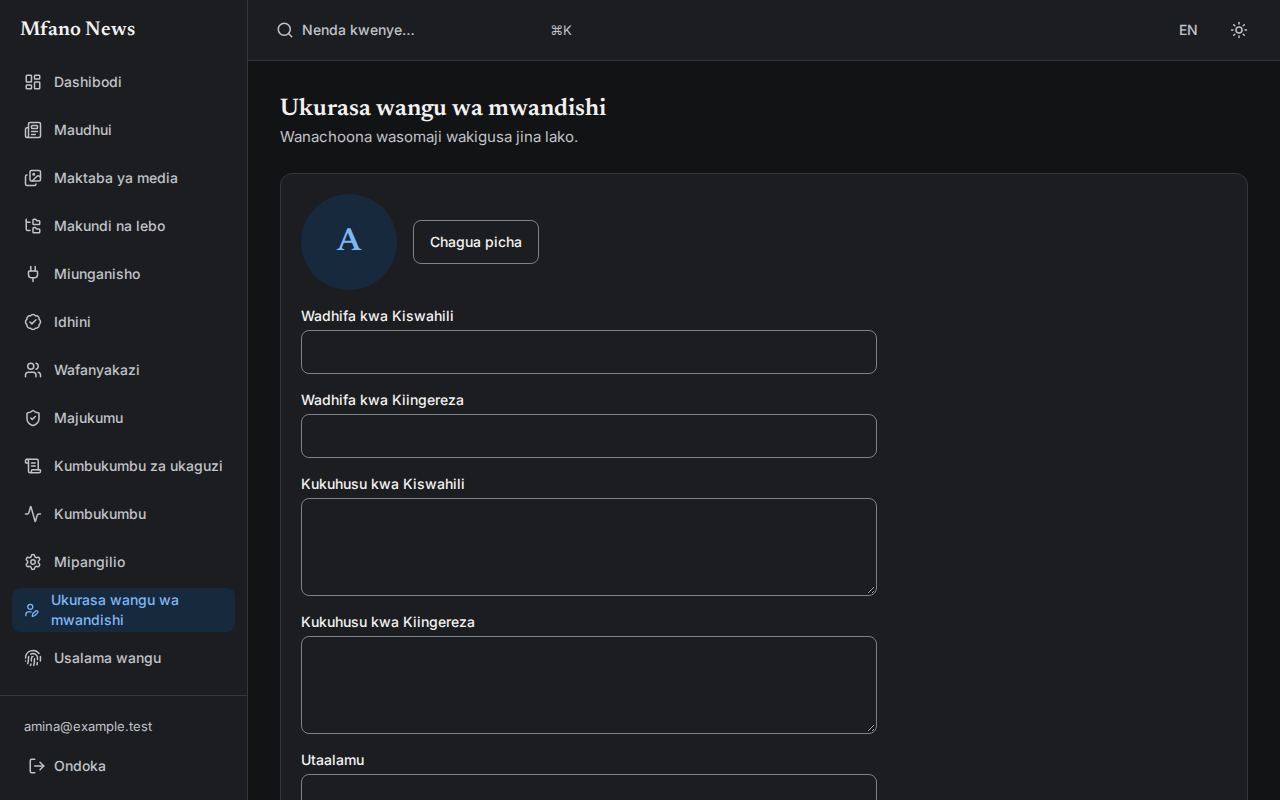 Mfano News
Nenda kwenye...
⌘K
EN
Dashibodi
Maudhui
Maktaba ya media
Makundi na lebo
Miunganisho
Idhini
Wafanyakazi
Majukumu
Kumbukumbu za ukaguzi
Kumbukumbu
Mipangilio
Ukurasa wangu wa
mwandishi
Usalama wangu
amina@example.test
Ondoka
Ukurasa wangu wa mwandishi
Wanachoona wasomaji wakigusa jina lako.
A
Chagua picha
Wadhifa kwa Kiswahili
Wadhifa kwa Kiingereza
Kukuhusu kwa Kiswahili
Kukuhusu kwa Kiingereza
Utaalamu